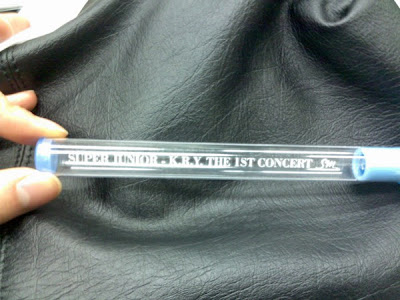 SUPER JUNIOR - K.R.Y. THE 1ST CONCERT